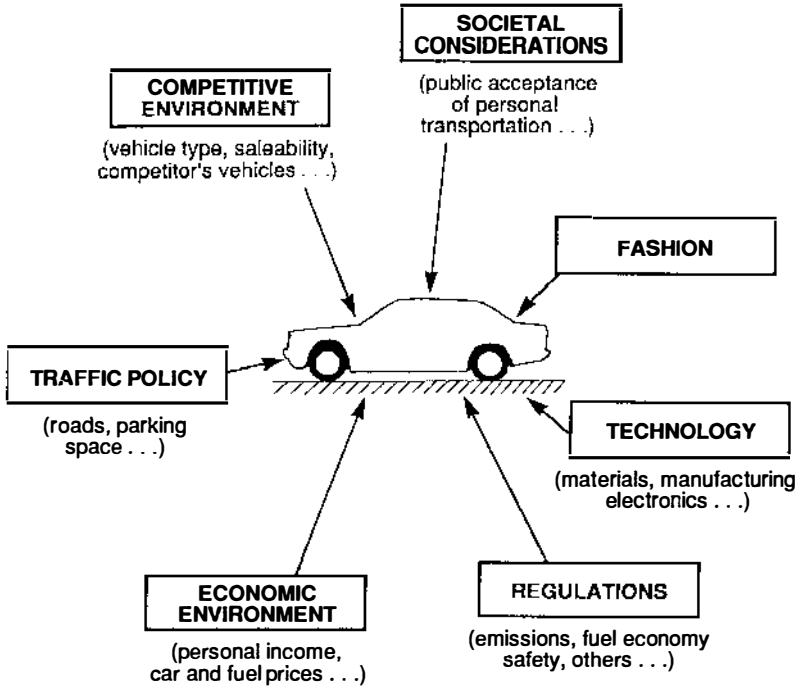 SOCIETAL
CONSIDERATIONS
(public acceptance
of personal
transportation . . .)
COMPETITIVE
ENVIRONMENT
(vehicle type, saleability,
competitor's vehicles . . .)
FASHION
TRAFFIC POLICY
(roads, parking
space . . .)
TECHNOLOGY
(materials, manufacturing
electronics . . .)
ECONOMIC
ENVIRONMENT
(personal income,
car and fuel prices . . .)
REGULATIONS
(emissions, fuel economy
safety, others . . .)